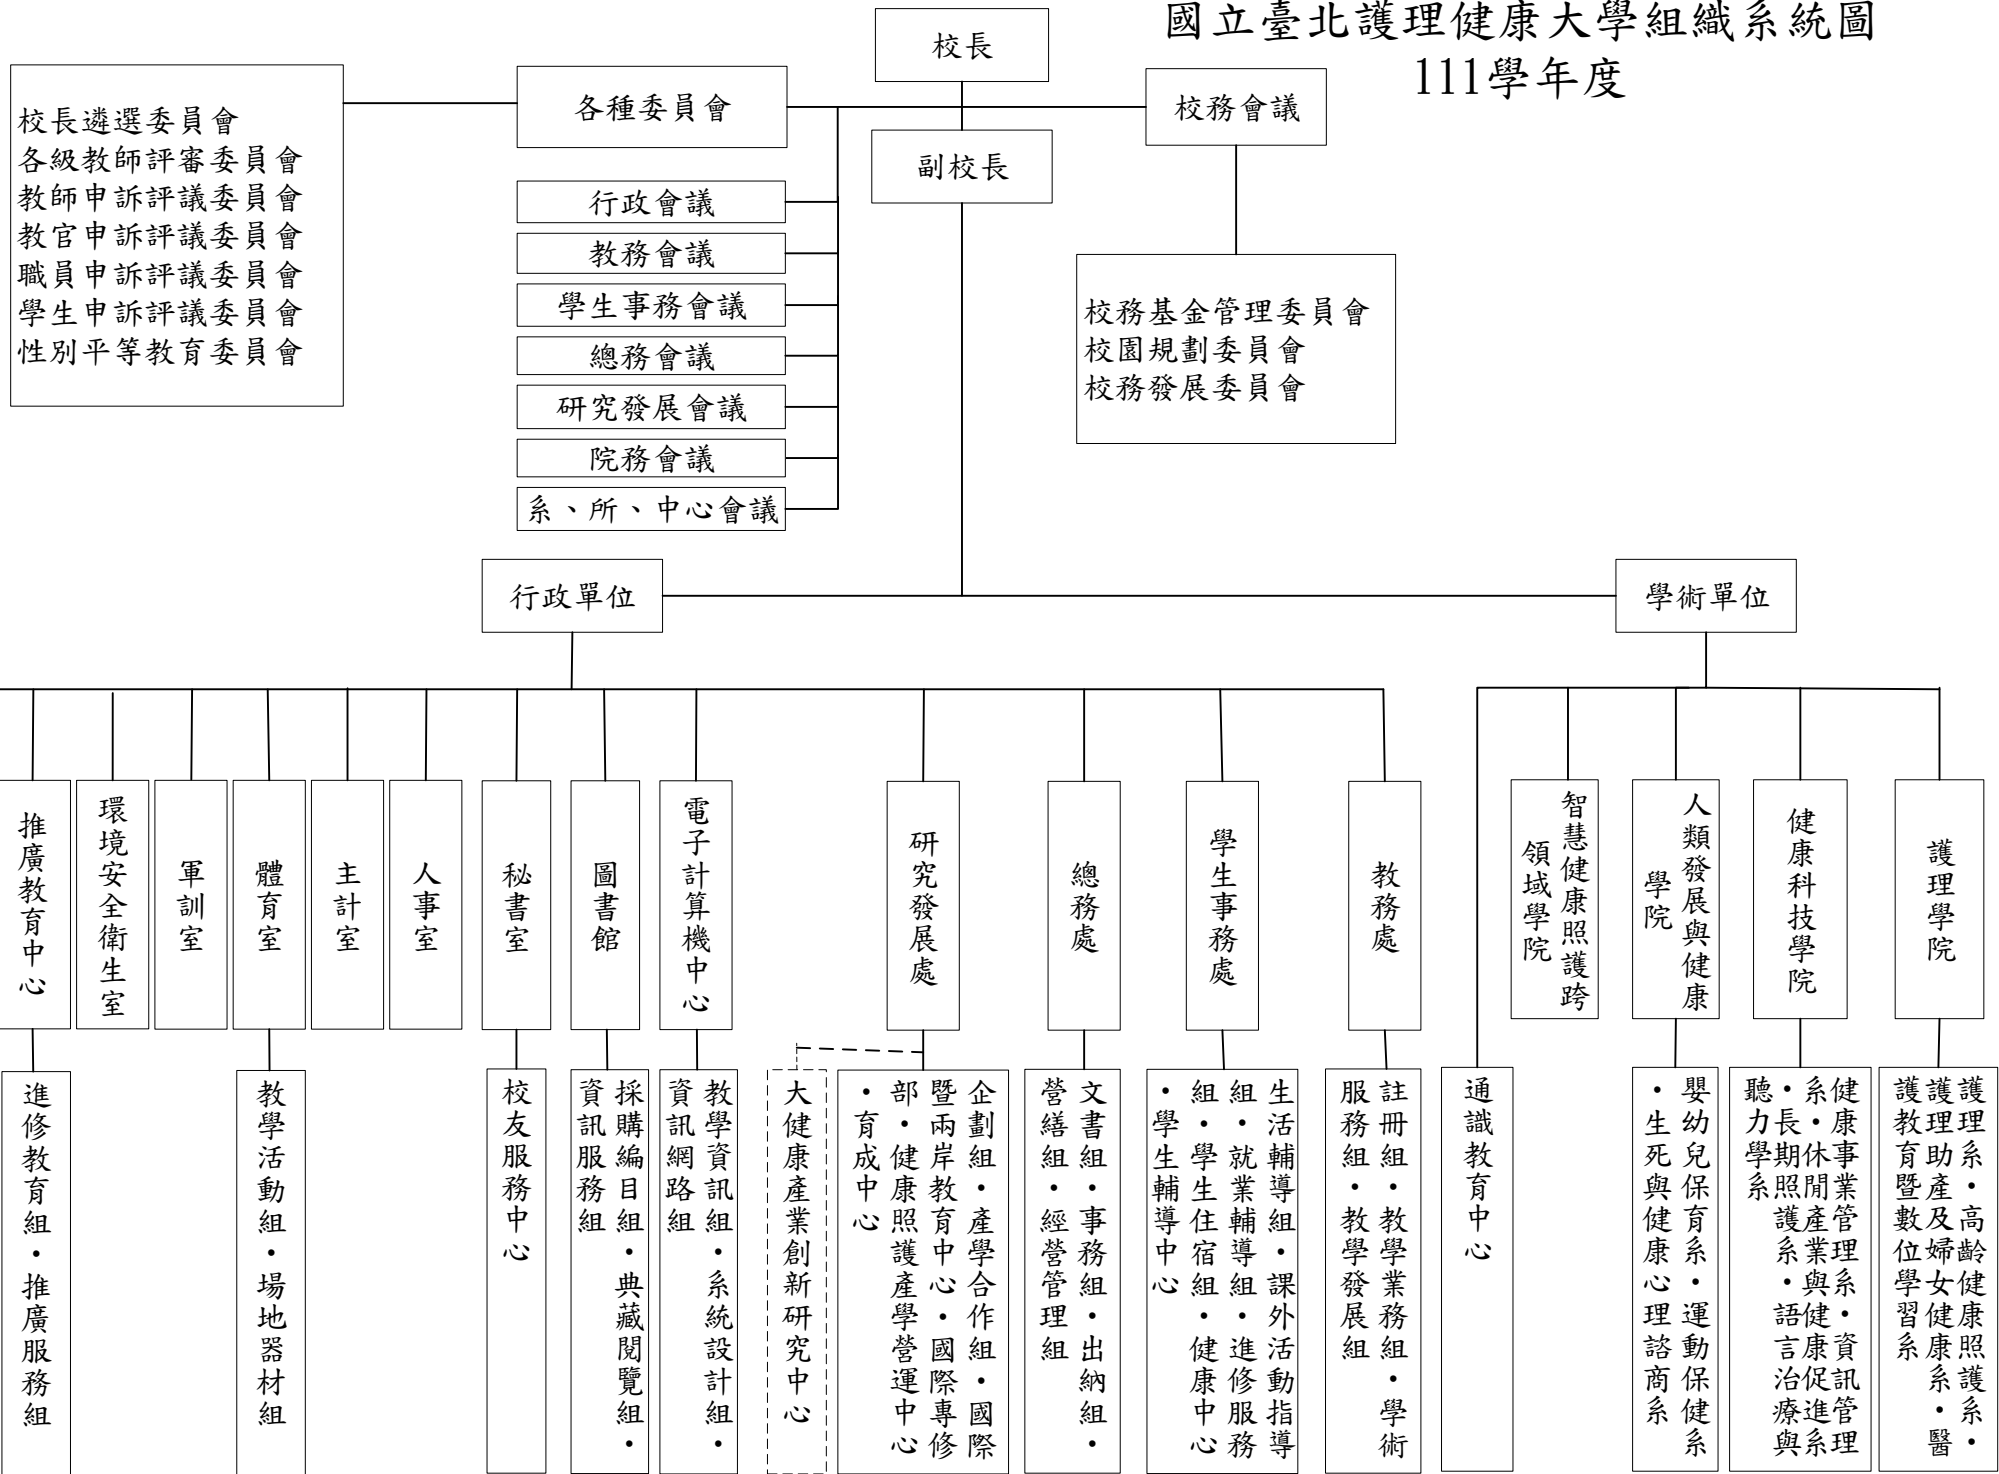 國立臺北護理健康大學組織系統圖
111學年度
校長
各種委員會
校務會議
副校長
校長遴選委員會
各級教師評審委員會
教師申訴評議委員會
教官申訴評議委員會
職員申訴評議委員會
學生申訴評議委員會
性別平等教育委員會
行政會議
教務會議
學生事務會議
總務會議
研究發展會議
院務會議
系、所、中心會議
校務基金管理委員會
校園規劃委員會
校務發展委員會
行政單位
學術單位
推廣教育中心
環境安全衛生室
軍訓室
體育室
主計室
人事室
秘書室
圖書館
電子計算機中心
研究發展處
總務處
學生事務處
教務處
智慧健康照護跨
領域學院
人類發展與健康
學院
健康科技學院
護理學院
進修教育組・推廣服務組
教學活動組・場地器材組
校友服務中心
採購編目組・典藏閱覽組・
資訊服務組
教學資訊組・系統設計組・
資訊網路組
大健康產業創新研究中心
企劃組・產學合作組・國際
暨兩岸教育中心・國際專修
部・健康照護產學營運中心
・育成中心
文書組・事務組・出納組・
營繕組・經營管理組
生活輔導組・課外活動指導
組・就業輔導組・進修服務
組・學生住宿組・健康中心
・學生輔導中心
註冊組・教學業務組・學術
服務組・教學發展組
通識教育中心
嬰幼兒保育系・運動保健系
・生死與健康心理諮商系
健康事業管理系・資訊管理
系・休閒產業與健康促進系
・長期照護系・語言治療與
聽力學系
護理系・高齡健康照護系・
護理助產及婦女健康系・醫
護教育暨數位學習系